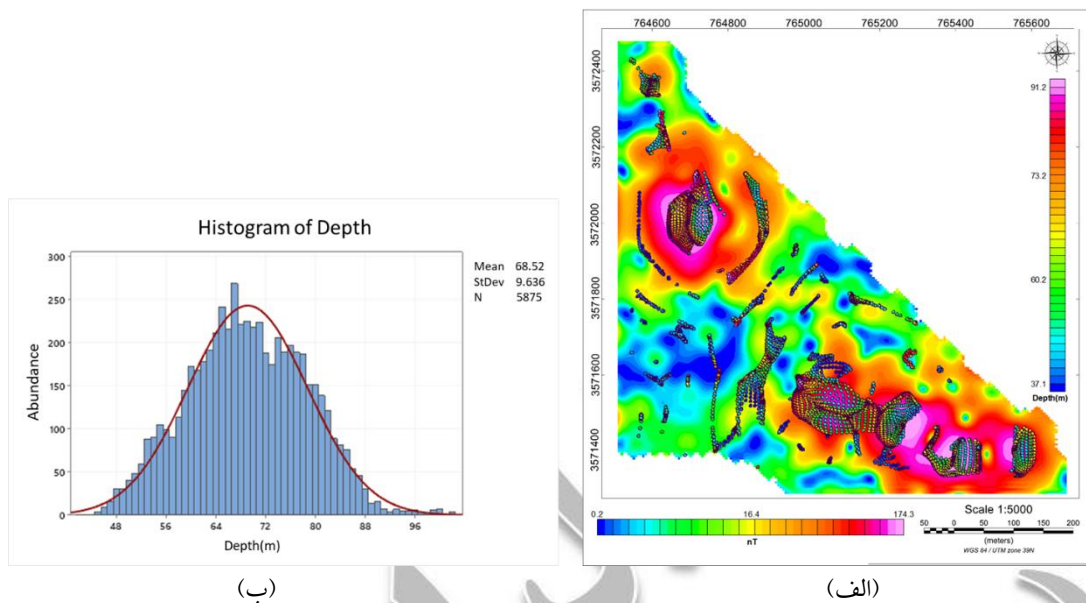 Histogram of Depth
Mean 68.52
StDev 9.636
N 5875
300
250
200
150
100
50
0
Abundance
48 56 64 72 80 88 96
Depth(m)
(ب)
764600 764800 765000 765200 765400 765600
3572400
3572200
3572000
3571800
3571600
3571400
91.2
73.2
60.2
37.1
Depth(m)
0.2 16.4 174.3
nT
Scale 1:5000
50 0 50 100 150 200
(meters)
WGS 84 / UTM zone 39N
(الف)